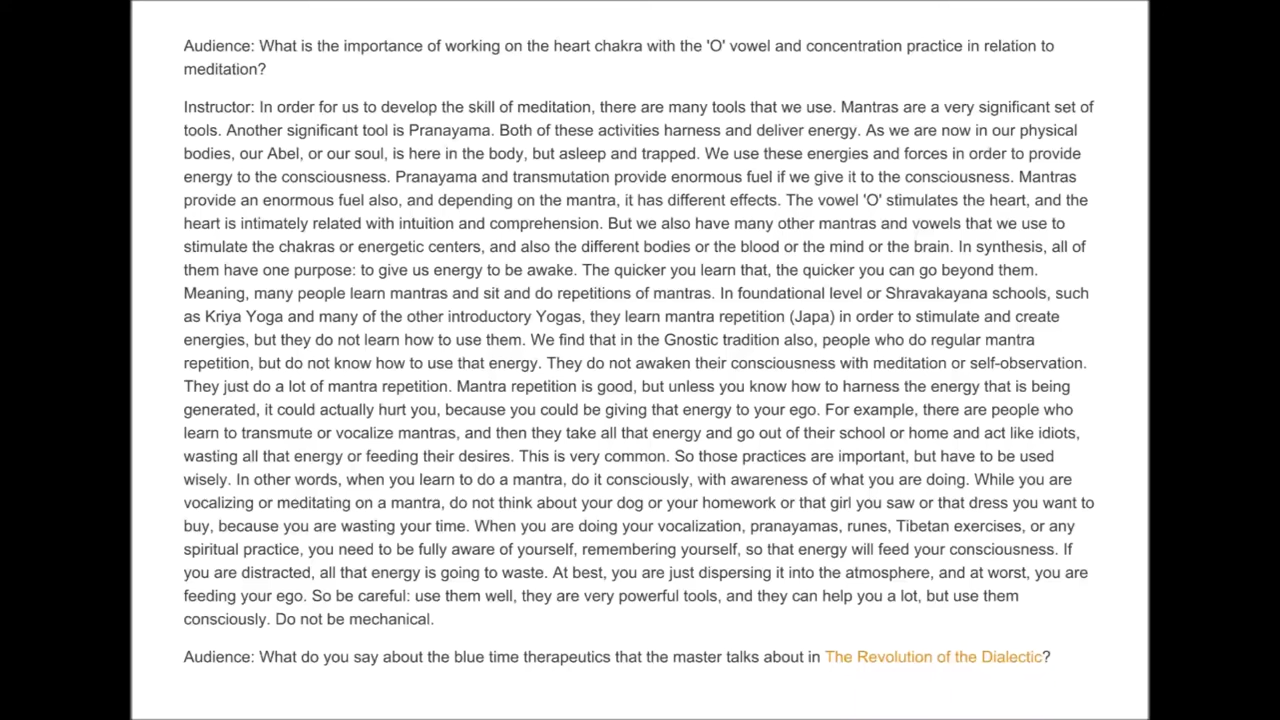 Audience: What is the importance of working on the heart chakra with the 'O' vowel and concentration practice in relation to
meditation?
Instructor: In order for us to develop the skill of meditation, there are many tools that we use. Mantras are a very significant set of
tools. Another significant tool is Pranayama. Both of these activities harness and deliver energy. As we are now in our physical
bodies, our Abel, or our soul, is here in the body, but asleep and trapped. We use these energies and forces in order to provide
energy to the consciousness. Pranayama and transmutation provide enormous fuel if we give it to the consciousness. Mantras
provide an enormous fuel also, and depending on the mantra, it has different effects. The vowel 'O' stimulates the heart, and the
heart is intimately related with intuition and comprehension. But we also have many other mantras and vowels that we use to
stimulate the chakras or energetic centers, and also the different bodies or the blood or the mind or the brain. In synthesis, all of
them have one purpose: to give us energy to be awake. The quicker you learn that, the quicker you can go beyond them.
Meaning, many people learn mantras and sit and do repetitions of mantras. In foundational level or Shravakayana schools, such
as Kriya Yoga and many of the other introductory Yogas, they learn mantra repetition (Japa) in order to stimulate and create
energies, but they do not learn how to use them. We find that in the Gnostic tradition also, people who do regular mantra
repetition, but do not know how to use that energy. They do not awaken their consciousness with meditation or self-observation.
They just do a lot of mantra repetition. Mantra repetition is good, but unless you know how to harness the energy that is being
generated, it could actually hurt you, because you could be giving that energy to your ego. For example, there are people who
learn to transmute or vocalize mantras, and then they take all that energy and go out of their school or home and act like idiots,
wasting all that energy or feeding their desires. This is very common. So those practices are important, but have to be used
wisely. In other words, when you learn to do a mantra, do it consciously, with awareness of what you are doing. While you are
vocalizing or meditating on a mantra, do not think about your dog or your homework or that girl you saw or that dress you want to
buy, because you are wasting your time. When you are doing your vocalization, pranayamas, runes, Tibetan exercises, or any
spiritual practice, you need to be fully aware of yourself, remembering yourself, so that energy will feed your consciousness. If
you are distracted, all that energy is going to waste. At best, you are just dispersing it into the atmosphere, and at worst, you are
feeding your ego. So be careful: use them well, they are very powerful tools, and they can help you a lot, but use them
consciously. Do not be mechanical.
Audience: What do you say about the blue time therapeutics that the master talks about in The Revolution of the Dialectic?